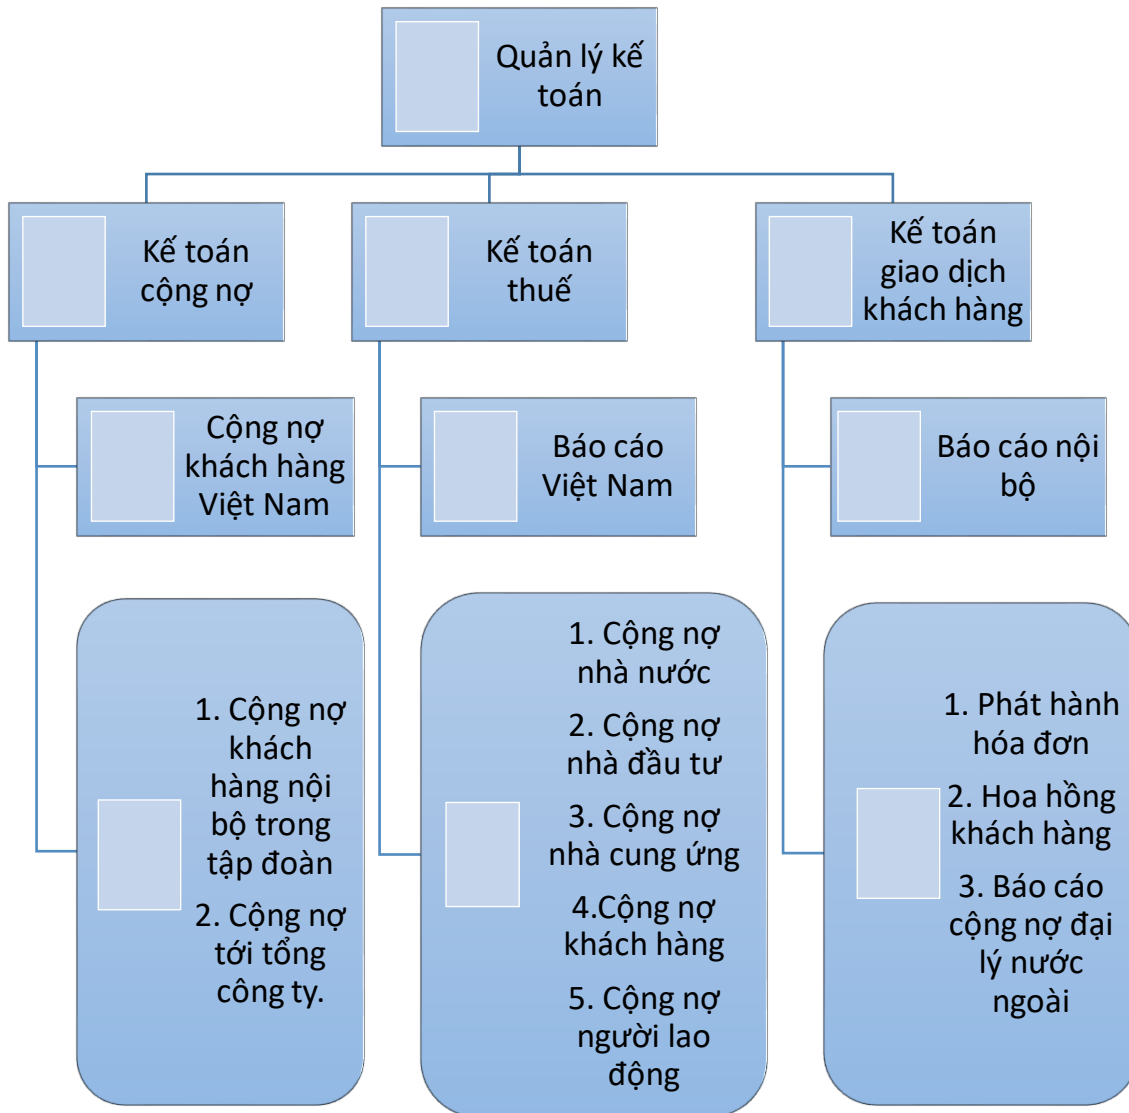 Quản lý kế
toán
Kế toán
cộng nợ
Kế toán
thuế
Kế toán
giao dịch
khách hàng
Cộng nợ
khách hàng
Việt Nam
Báo cáo
Việt Nam
Báo cáo nội
bộ
1. Cộng nợ
khách
hàng nội
bộ trong
tập đoàn
2. Cộng nợ
tới tổng
công ty.
1. Cộng nợ
nhà nước
2. Cộng nợ
nhà đầu tư
3. Cộng nợ
nhà cung ứng
4.Cộng nợ
khách hàng
5. Cộng nợ
người lao
động
1. Phát hành
hóa đơn
2. Hoa hồng
khách hàng
3. Báo cáo
cộng nợ đại
lý nước
ngoài